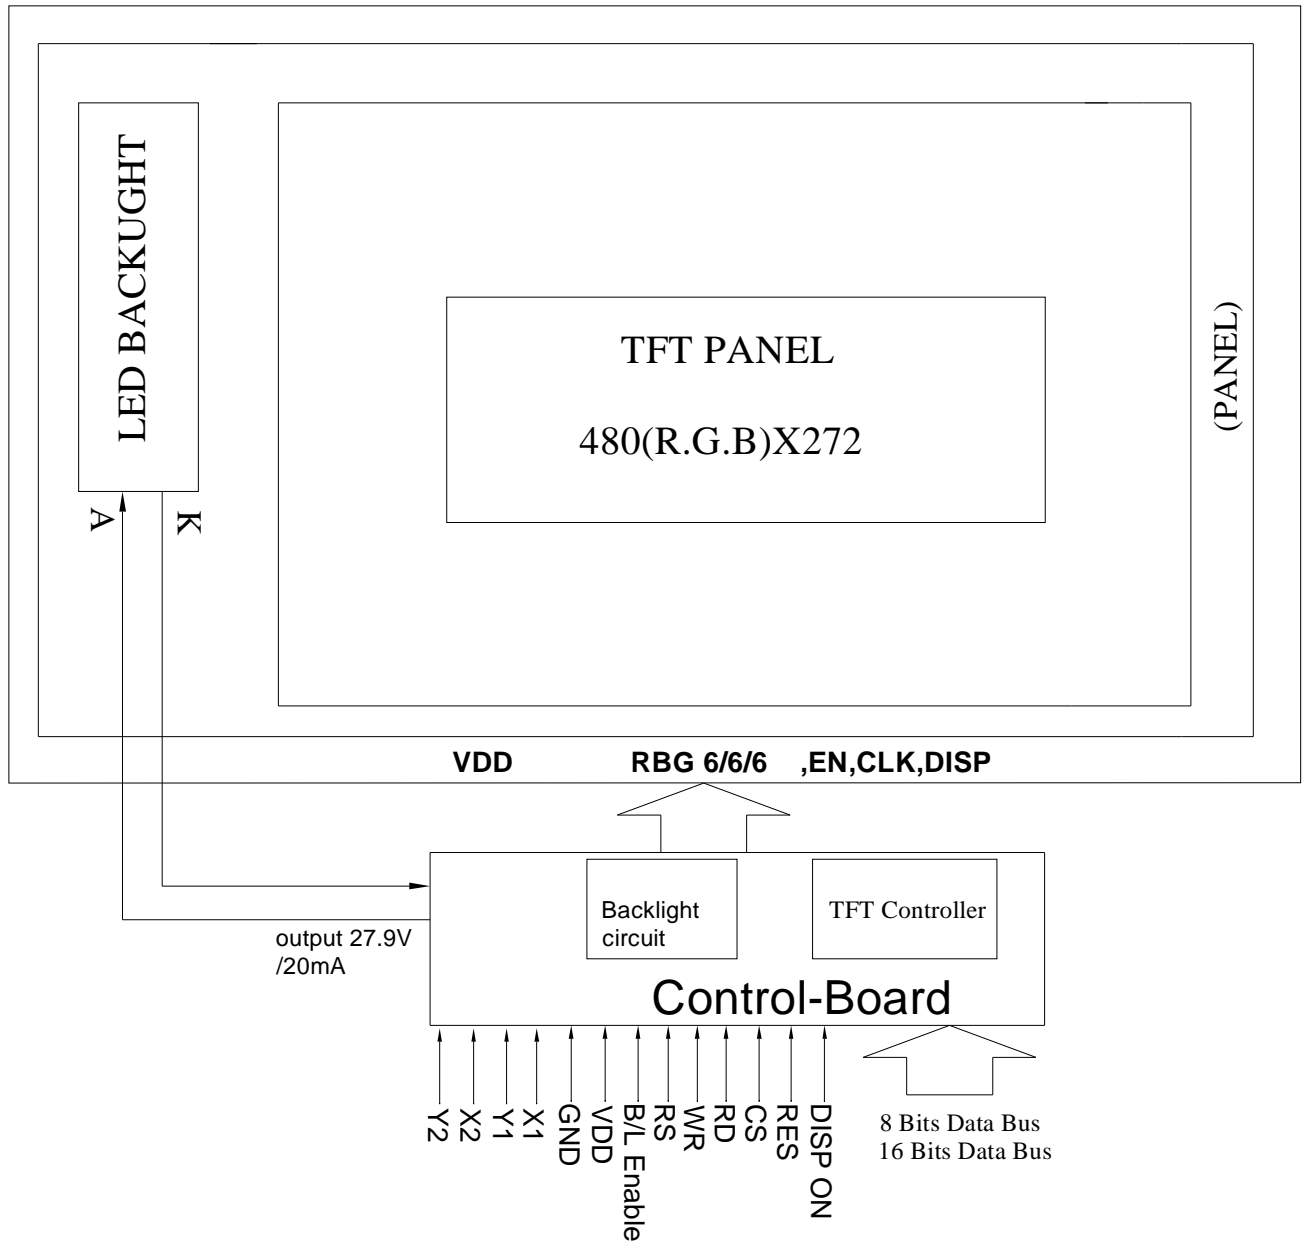 LED BACKUGHT
A
K
TFT PANEL
480(R.G.B)X272
(PANEL)
VDD RBG 6/6/6 ,EN,CLK,DISP
Backlight
circuit
TFT Controller
output 27.9V
/20mA
Control-Board
Y2
X2
Y1
X1
GND
VDD
B/L Enable
RS
WR
RD
CS
RES
DISP ON
8 Bits Data Bus
16 Bits Data Bus